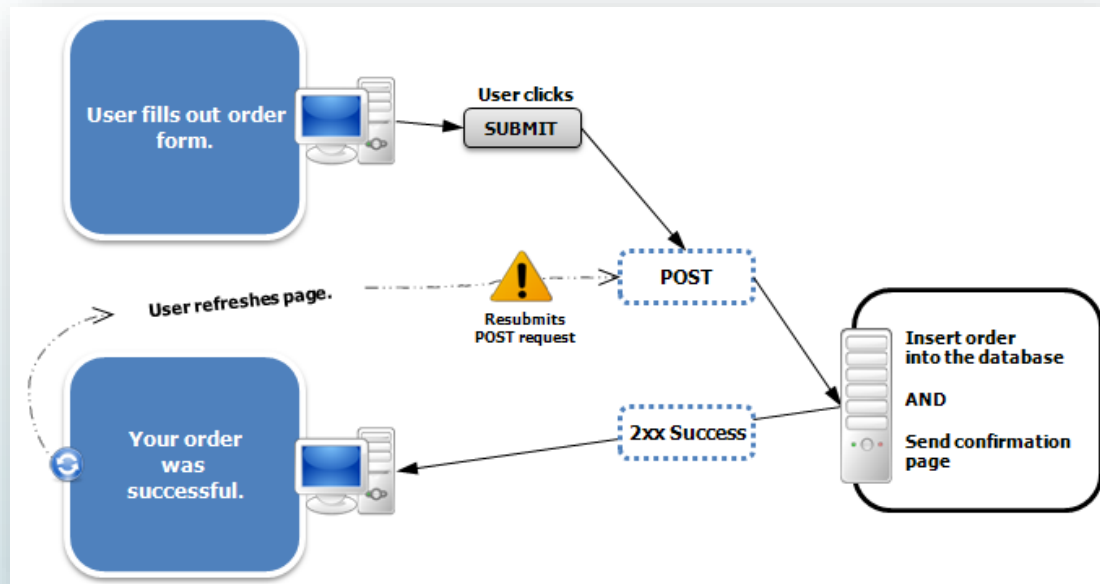 User fills out order
form.
User clicks
SUBMIT
POST
User refreshes page.
Resubmits
POST request
Insert order
into the database
AND
Send confirmation
page
2xx Success
Your order
was
successful.